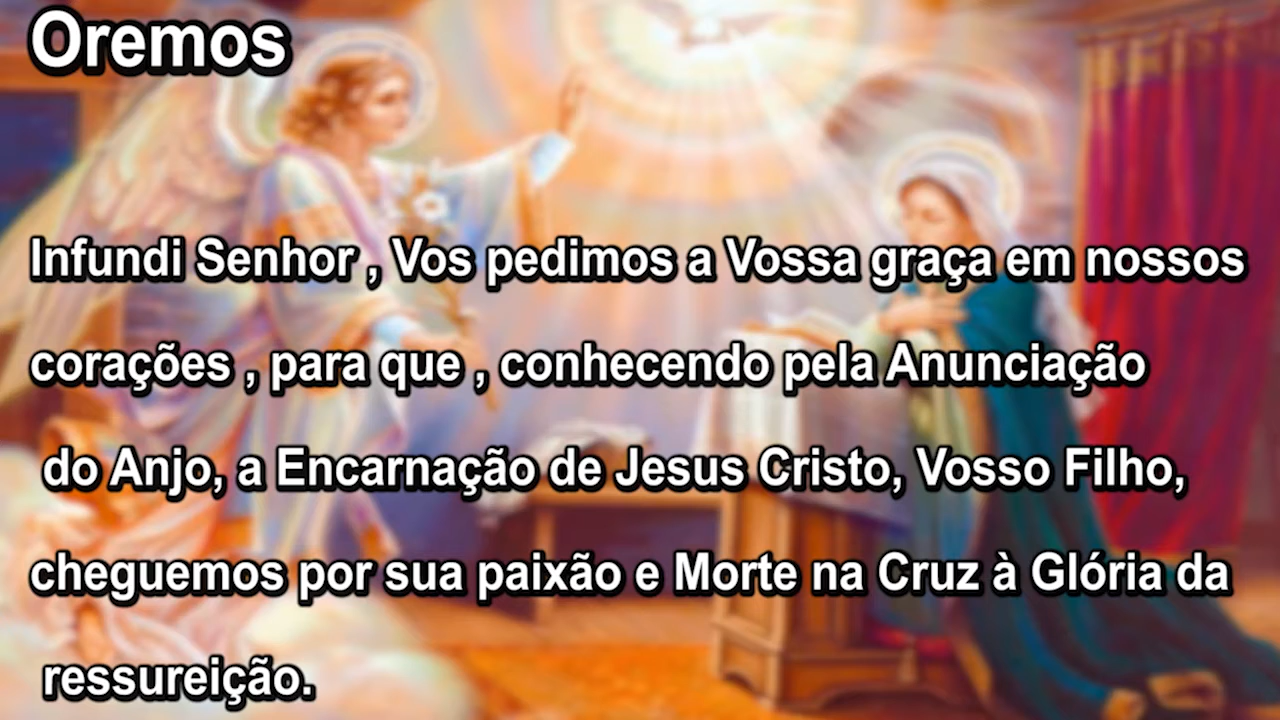 Oremos
Infundi Senhor , Vos pedimos a Vossa graça em nossos
corações , para que , conhecendo pela Anunciação
do Anjo, a Encarnação de Jesus Cristo, Vosso Filho,
cheguemos por sua paixão e Morte na Cruz à Glória da
ressureição.